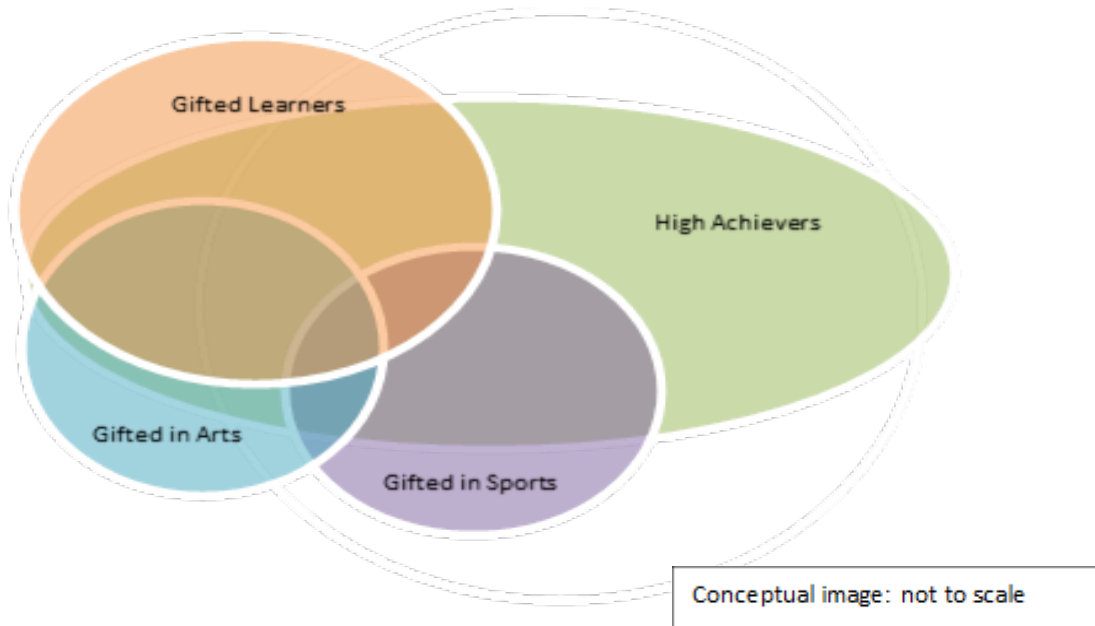 Gifted Learners
High Achievers
Gifted in Arts
Gifted in Sports
Conceptual image: not to scale